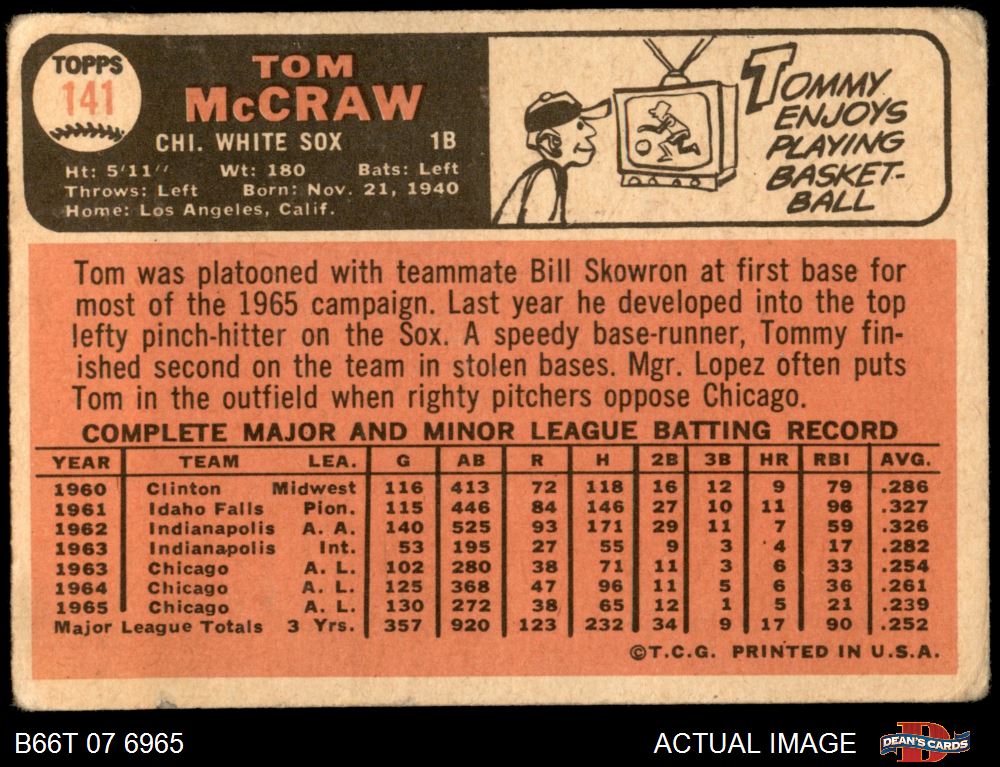 TOPPS
141
TOM
McCRAW
CHI. WHITE SOX 1B
Ht: 5'11" Wt: 180 Bats: Left
Throws: Left Born: Nov. 21, 1940
Home: Los Angeles, Calif.
TOMMY
ENJOYS
PLAYING
BASKET-
BALL
Tom was platooned with teammate Bill Skowron at first base for
most of the 1965 campaign. Last year he developed into the top
lefty pinch-hitter on the Sox. A speedy base-runner, Tommy fin-
ished second on the team in stolen bases. Mgr. Lopez often puts
Tom in the outfield when righty pitchers oppose Chicago.
COMPLETE MAJOR AND MINOR LEAGUE BATTING RECORD
YEAR TEAM LEA. G AB R H 2B 3B HR RBI AVG.
1960 Clinton Midwest 116 413 72 118 16 12 9 79 .286
1961 Idaho Falls Pion. 115 446 84 146 27 10 11 96 .327
1962 Indianapolis A. A. 140 525 93 171 29 11 7 59 .326
1963 Indianapolis Int. 53 195 27 55 9 3 4 17 .282
1963 Chicago A. L. 102 280 38 71 11 3 6 33 .254
1964 Chicago A. L. 125 368 47 96 11 5 6 36 .261
1965 Chicago A. L. 130 272 38 65 12 1 5 21 .239
Major League Totals 3 Yrs. 357 920 123 232 34 9 17 90 .252
©T.C.G. PRINTED IN U.S.A.
B66T 07 6965 ACTUAL IMAGE DEAN'S CARDS